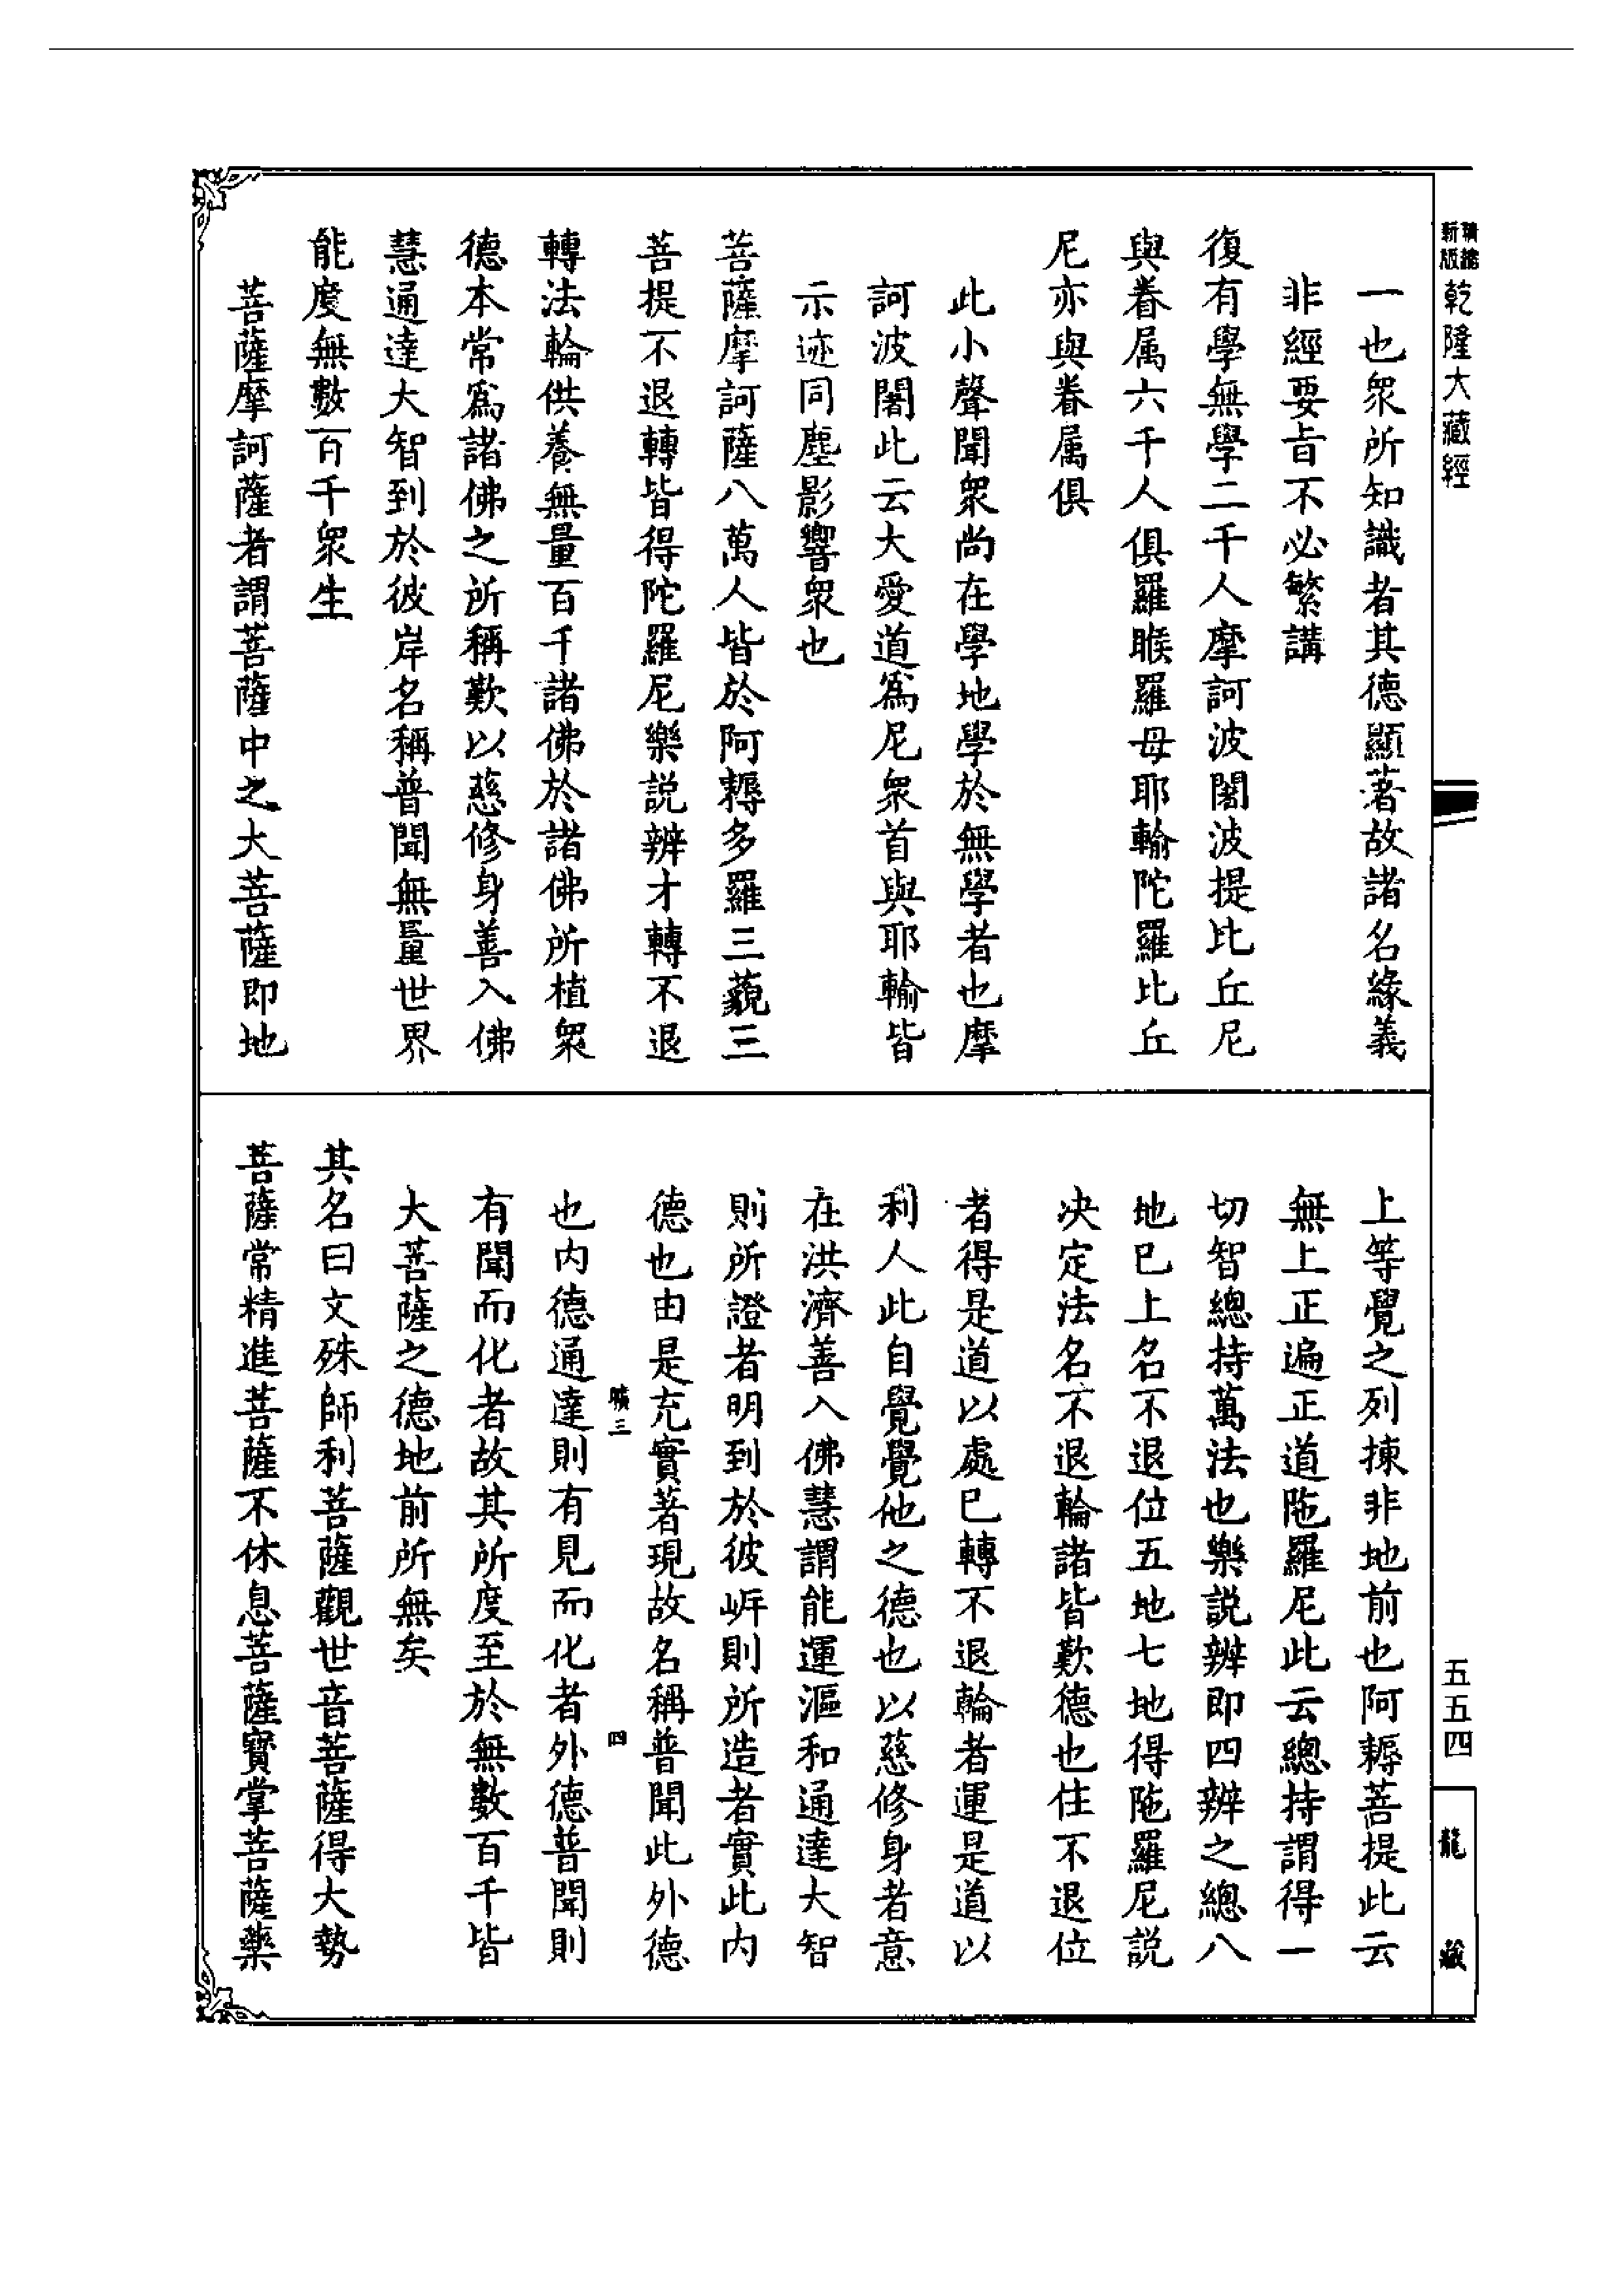 新版精縮
乾隆大藏經
一也衆所知識者其德顯著故諸名緣義
非經要旨不必繁講
復有學無學二千人摩訶波闍波提比丘尼
與眷属六千人俱羅睺羅母耶輸陀羅比丘
尼亦與眷属俱
此小聲聞衆尚在學地學於無學者也摩
訶波闍此云大愛道爲尼衆首與耶輸皆
示迹同塵影響衆也
菩薩摩訶薩八萬人皆於阿耨多羅三藐三
菩提不退轉皆得陀羅尼樂説辨才轉不退
轉法輪供養無量百千諸佛於諸佛所植衆
德本常爲諸佛之所稱歎以慈修身善入佛
慧通達大智到於彼岸名稱普聞無量世界
能度無數百千衆生
菩薩摩訶薩者謂菩薩中之大菩薩即地
上等覺之列揀非地前也阿耨菩提此云
無上正遍正道陁羅尼此云總持謂得一
切智總持萬法也樂説辨即四辨之總八
地巳上名不退位五地七地得陁羅尼説
决定法名不退輪諸皆歎德也住不退位
者得是道以處巳轉不退輪者運是道以
利人此自覺覺他之德也以慈修身者意
在洪濟善入佛慧謂能運漚和通達大智
則所證者明到於彼岍則所造者實此内
德也由是充實著現故名稱普聞此外德
曠三
四
也内德通達則有見而化者外德普聞則
有聞而化者故其所度至於無數百千皆
大菩薩之德地前所無矣
其名曰文殊師利菩薩觀世音菩薩得大勢
菩薩常精進菩薩不休息菩薩寳掌菩薩藥
五五四
龍藏